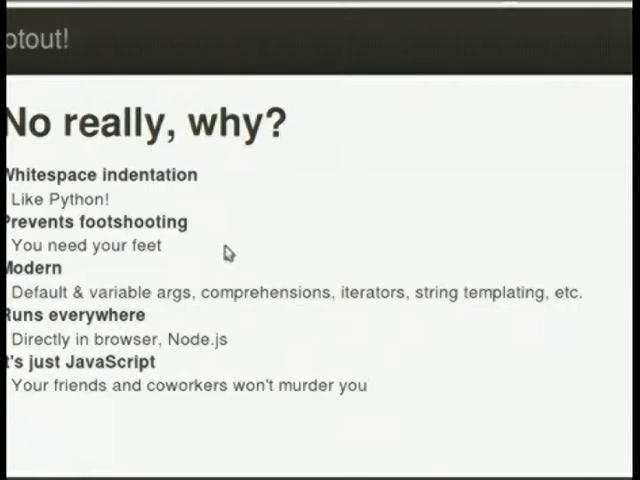 otout!
No really, why?
Whitespace indentation
Like Python!
Prevents footshooting
You need your feet
Modern
Default & variable args, comprehensions, iterators, string templating, etc.
Runs everywhere
Directly in browser, Node.js
It's just JavaScript
Your friends and coworkers won't murder you